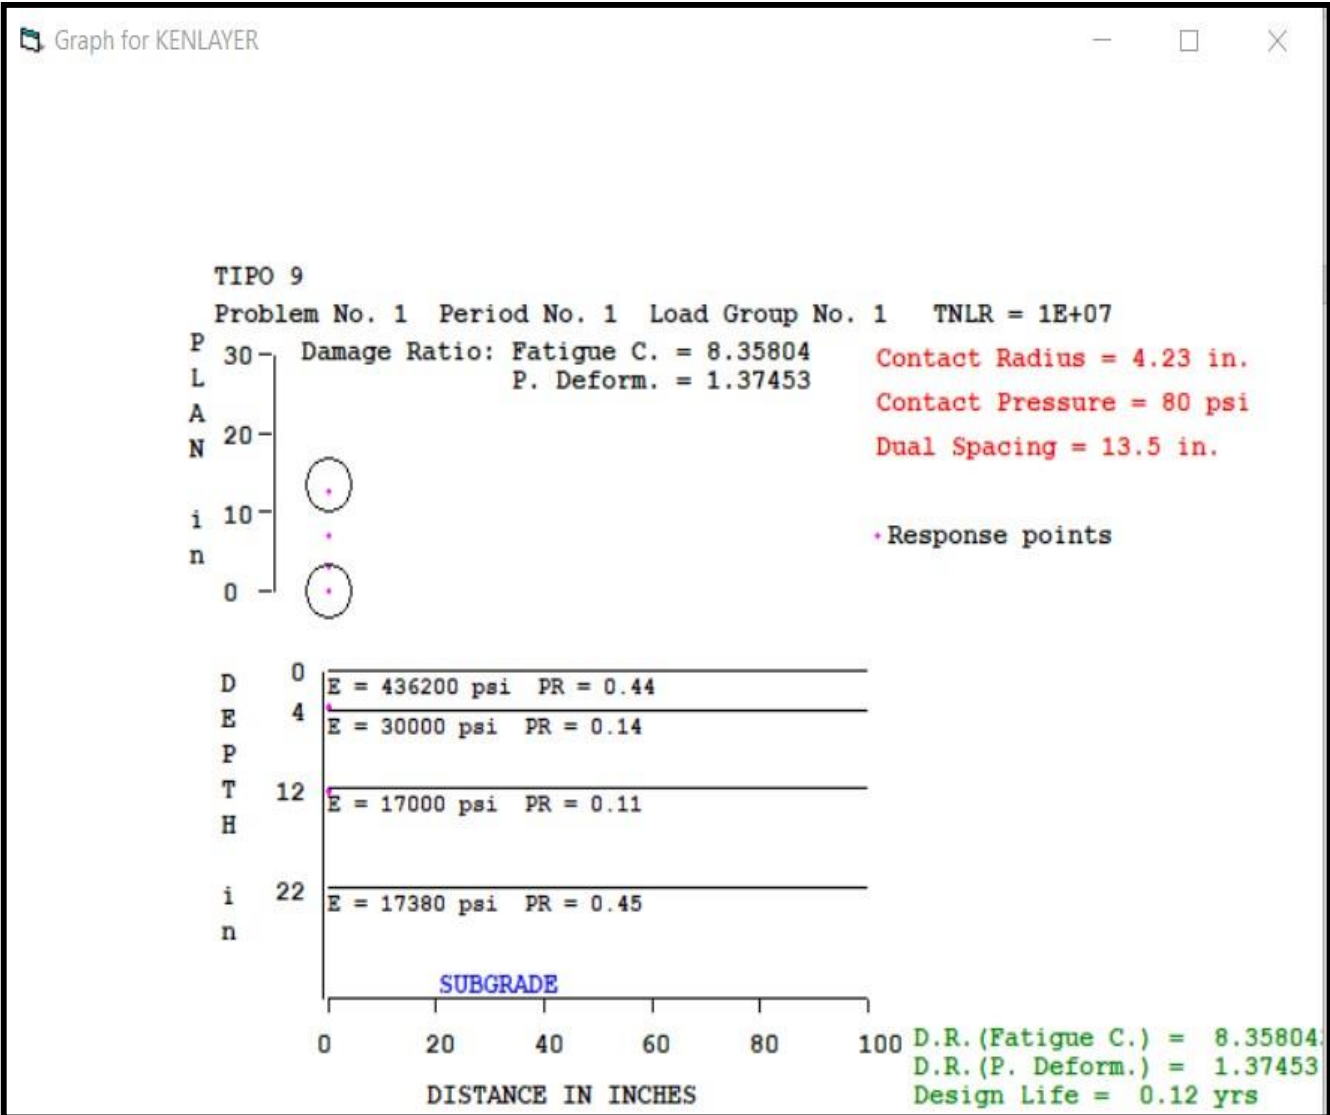 Graph for KENLAYER
TIPO 9
Problem No. 1 Period No. 1 Load Group No. 1 TNLR = 1E+07
Damage Ratio: Fatigue C. = 8.35804
P. Deform. = 1.37453
Contact Radius = 4.23 in.
Contact Pressure = 80 psi
Dual Spacing = 13.5 in.
Response points
PLAN in
30
20
10
0
DEPTH in
0
E = 436200 psi PR = 0.44
4
E = 30000 psi PR = 0.14
12
E = 17000 psi PR = 0.11
22
E = 17380 psi PR = 0.45
SUBGRADE
0 20 40 60 80 100
DISTANCE IN INCHES
D.R.(Fatigue C.) = 8.35804
D.R.(P. Deform.) = 1.37453
Design Life = 0.12 yrs